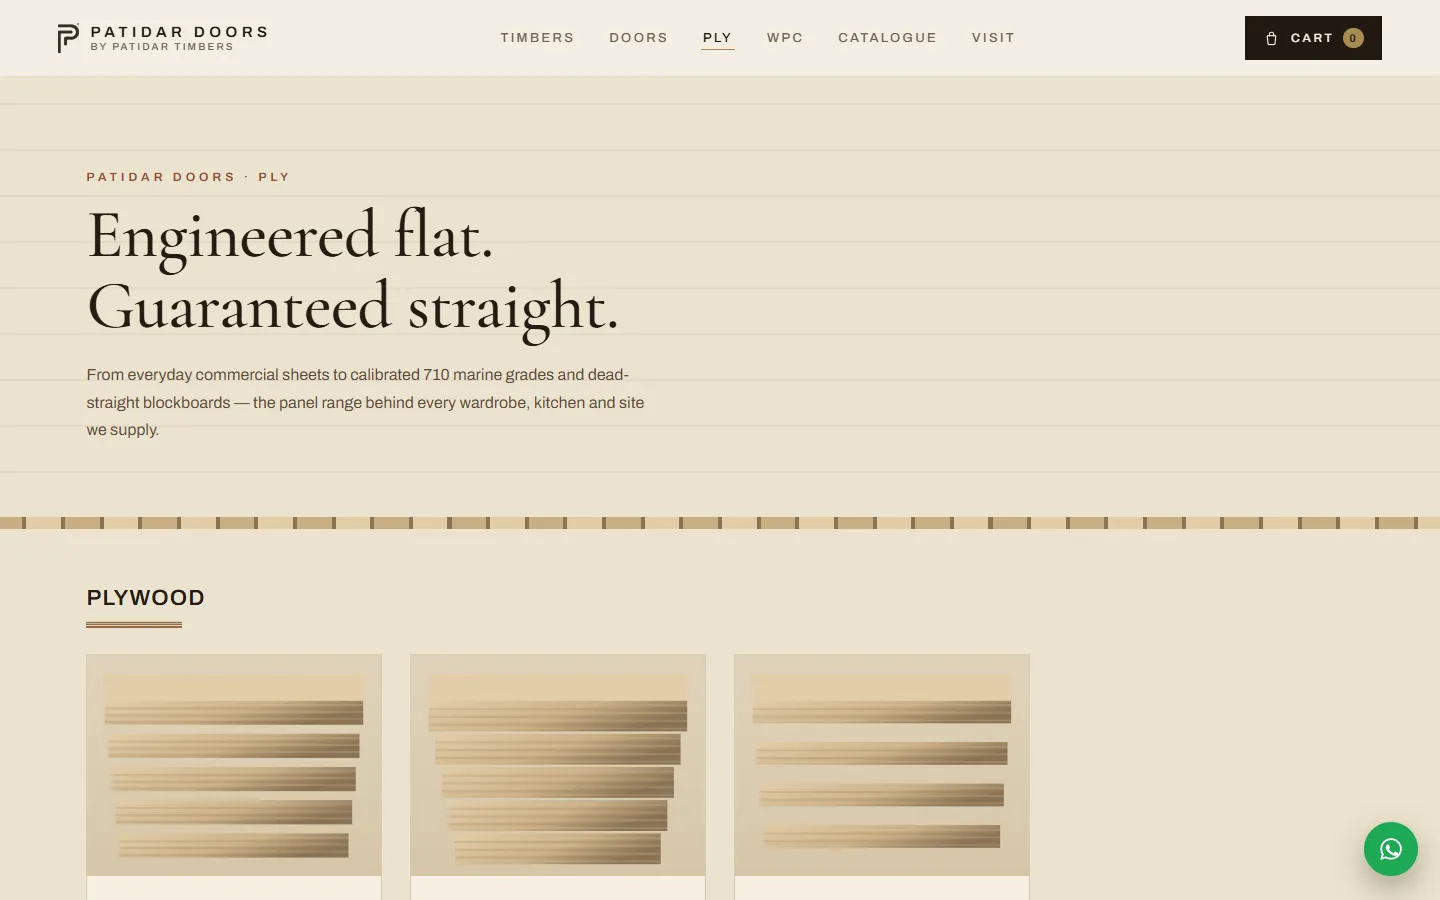 PATIDAR DOORS
BY PATIDAR TIMBERS
TIMBERS DOORS PLY WPC CATALOGUE VISIT
CART 0
PATIDAR DOORS · PLY
Engineered flat.
Guaranteed straight.
From everyday commercial sheets to calibrated 710 marine grades and dead-
straight blockboards — the panel range behind every wardrobe, kitchen and site
we supply.
PLYWOOD